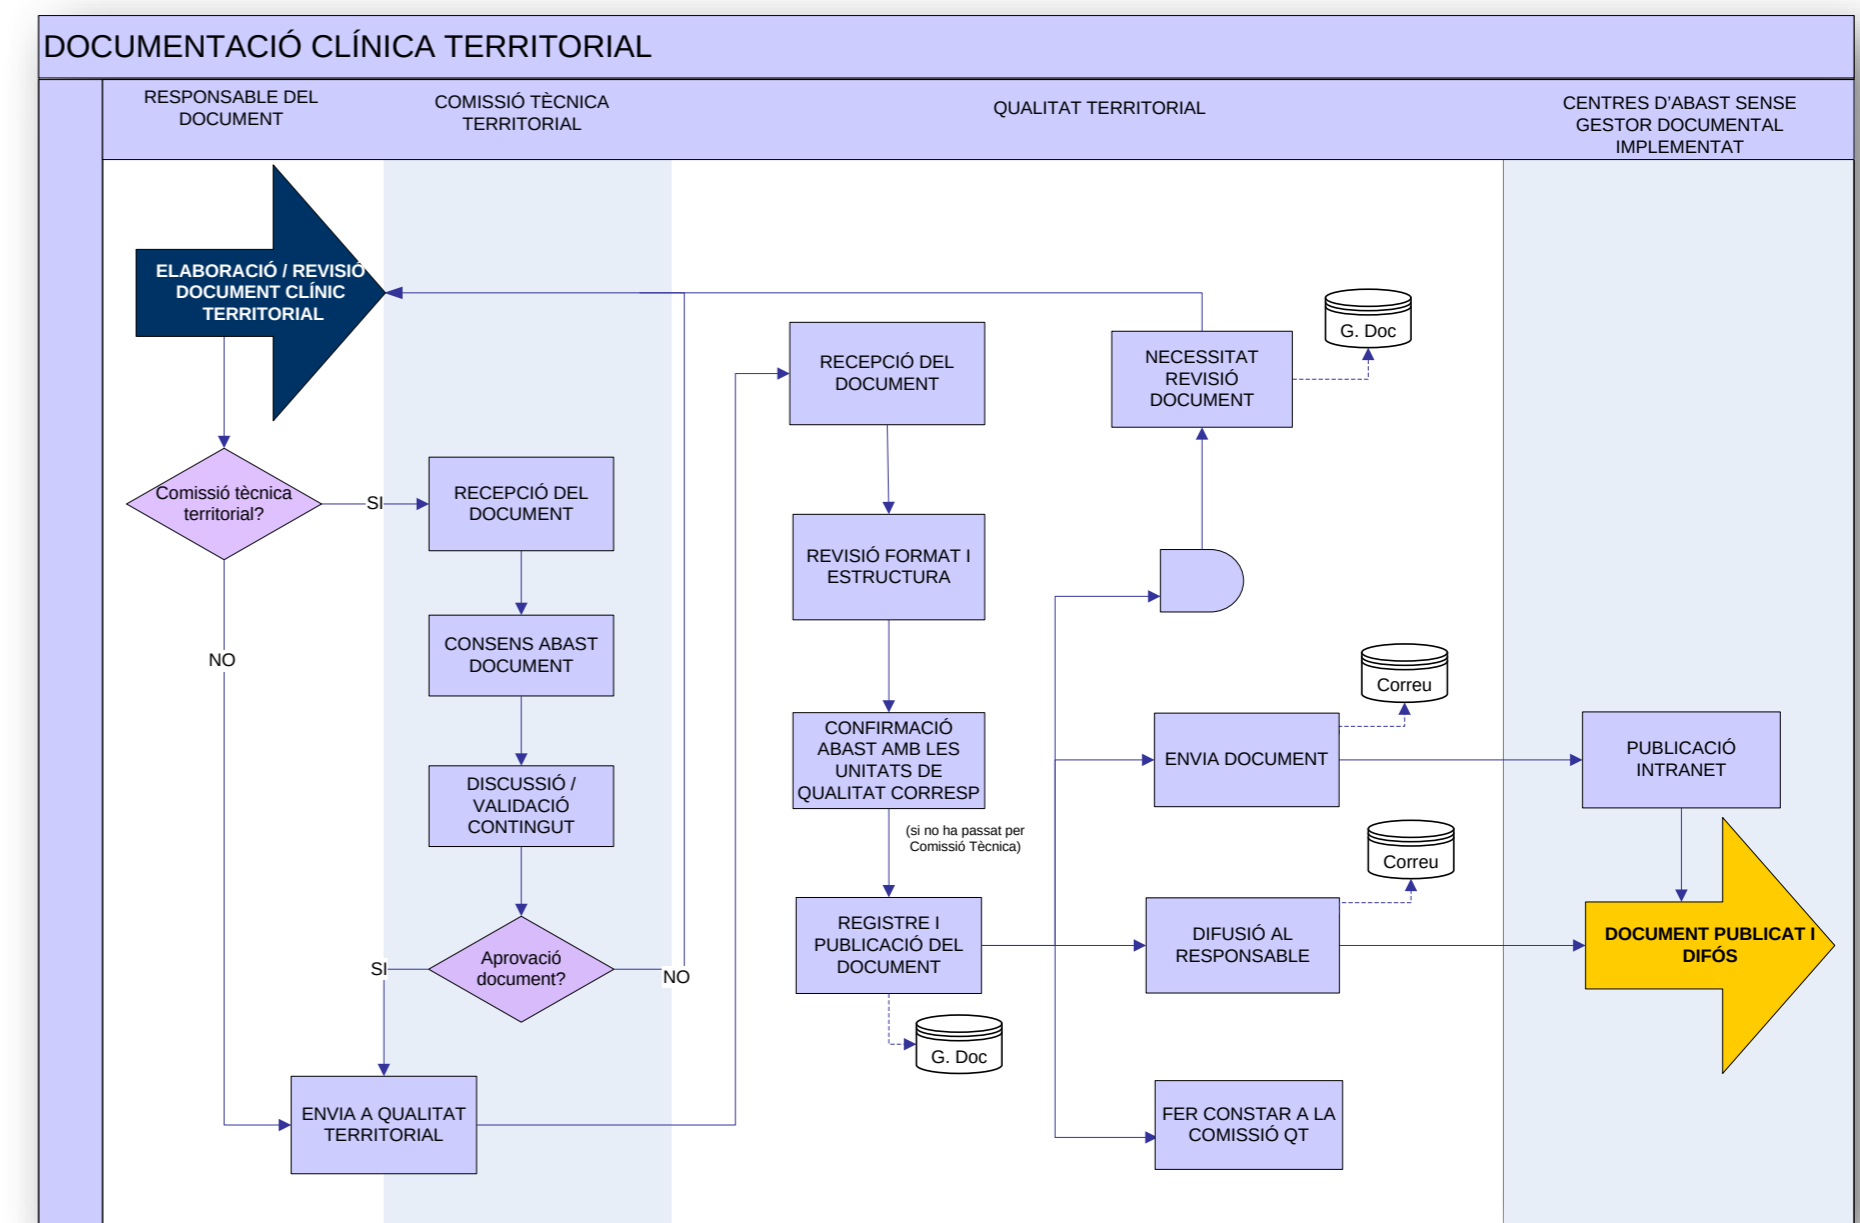 DOCUMENTACIÓ CLÍNICA TERRITORIAL
RESPONSABLE DEL
DOCUMENT
COMISSIÓ TÈCNICA
TERRITORIAL
QUALITAT TERRITORIAL
CENTRES D'ABAST SENSE
GESTOR DOCUMENTAL
IMPLEMENTAT
ELABORACIÓ / REVISIÓ
DOCUMENT CLÍNIC
TERRITORIAL
Comissió tècnica
territorial?
SI
NO
RECEPCIÓ DEL
DOCUMENT
CONSENS ABAST
DOCUMENT
DISCUSSIÓ /
VALIDACIÓ
CONTINGUT
Aprovació
document?
SI
NO
ENVIA A QUALITAT
TERRITORIAL
RECEPCIÓ DEL
DOCUMENT
REVISIÓ FORMAT I
ESTRUCTURA
CONFIRMACIÓ
ABAST AMB LES
UNITATS DE
QUALITAT CORRESP
(si no ha passat per
Comissió Tècnica)
REGISTRE I
PUBLICACIÓ DEL
DOCUMENT
G. Doc
NECESSITAT
REVISIÓ
DOCUMENT
G. Doc
ENVIA DOCUMENT
Correu
DIFUSIÓ AL
RESPONSABLE
Correu
FER CONSTAR A LA
COMISSIÓ QT
PUBLICACIÓ
INTRANET
DOCUMENT PUBLICAT I
DIFÓS